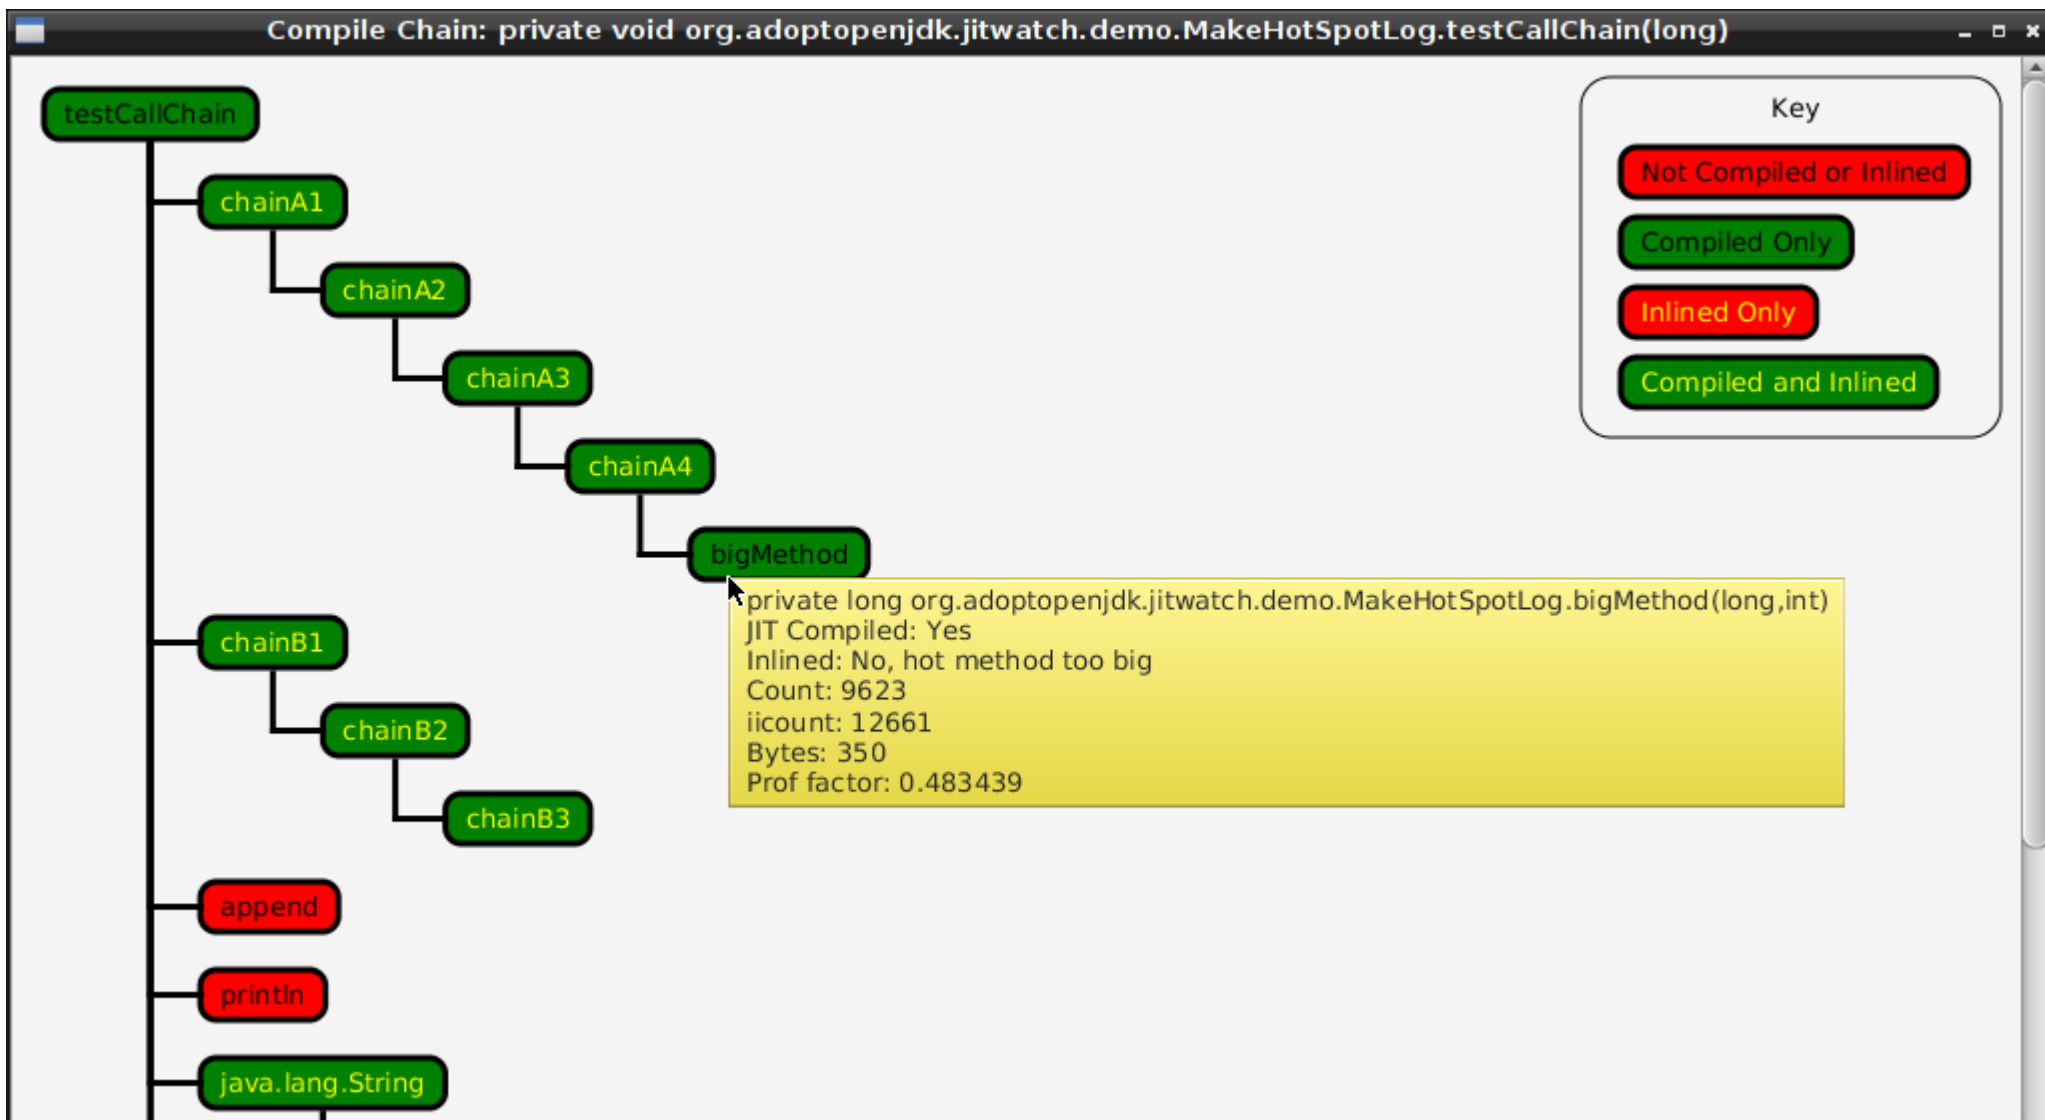 Compile Chain: private void org.adoptopenjdk.jitwatch.demo.MakeHotSpotLog.testCallChain(long)
testCallChain
chainA1
chainA2
chainA3
chainA4
bigMethod
private long org.adoptopenjdk.jitwatch.demo.MakeHotSpotLog.bigMethod(long,int)
JIT Compiled: Yes
Inlined: No, hot method too big
Count: 9623
iicount: 12661
Bytes: 350
Prof factor: 0.483439
chainB1
chainB2
chainB3
append
println
java.lang.String
Key
Not Compiled or Inlined
Compiled Only
Inlined Only
Compiled and Inlined